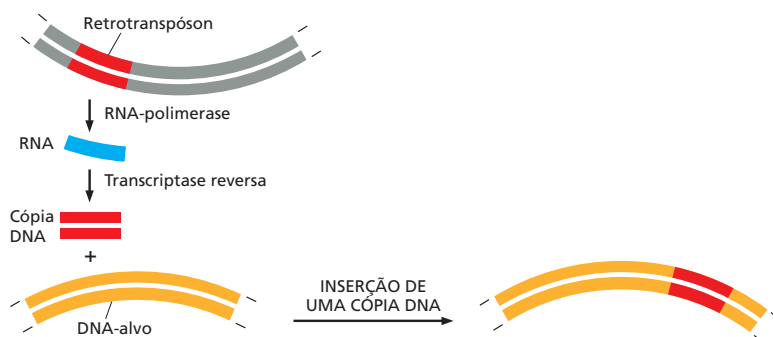 Retrotranspóson
RNA-polimerase
RNA
Transcriptase reversa
Cópia
DNA
+
DNA-alvo
INSERÇÃO DE
UMA CÓPIA DNA